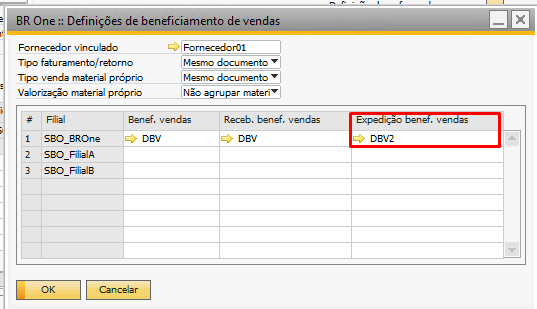 BR One :: Definições de beneficiamento de vendas
Fornecedor vinculado Fornecedor01
Tipo faturamento/retorno Mesmo documento
Tipo venda material próprio Mesmo documento
Valorização material próprio Não agrupar materi
# Filial Benef. vendas Receb. benef. vendas Expedição benef. vendas
1 SBO_BROne DBV DBV DBV2
2 SBO_FilialA
3 SBO_FilialB
OK Cancelar